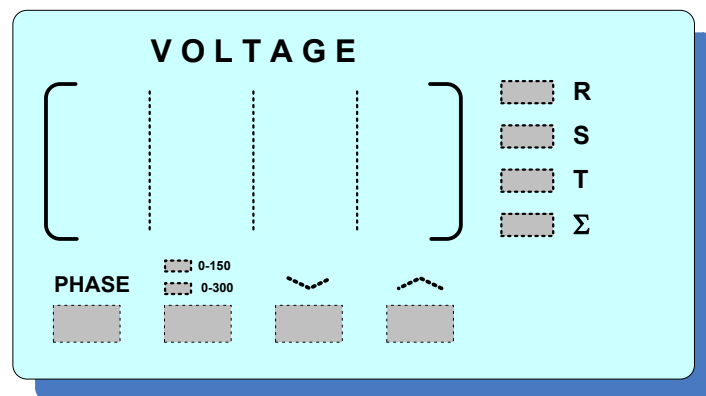 VOLTAGE
R
S
T
Σ
0-150
PHASE
0-300